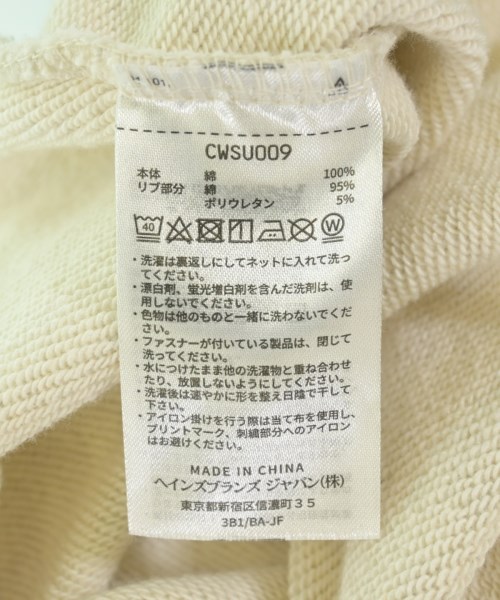 CWSU009
本体 綿 100%
リブ部分 綿 95%
ポリウレタン 5%
40 W
・洗濯は裏返しにしてネットに入れて洗っ
てください。
・漂白剤、蛍光増白剤を含んだ洗剤は、使
用しないでください。
・色物は他のものと一緒に洗わないでくだ
さい。
・ファスナーが付いている製品は、閉じて
洗ってください。
・水につけたまま他の洗濯物と重ね合わせ
たり、放置しないようにしてください。
・洗濯後は速やかに形を整え日陰で干して
下さい。
・アイロン掛けを行う際は当て布を使用し、
プリントマーク、刺繍部分へのアイロン
はお避けください。
MADE IN CHINA
ヘインズブランズ ジャパン(株)
東京都新宿区信濃町35
3B1/BA-JF